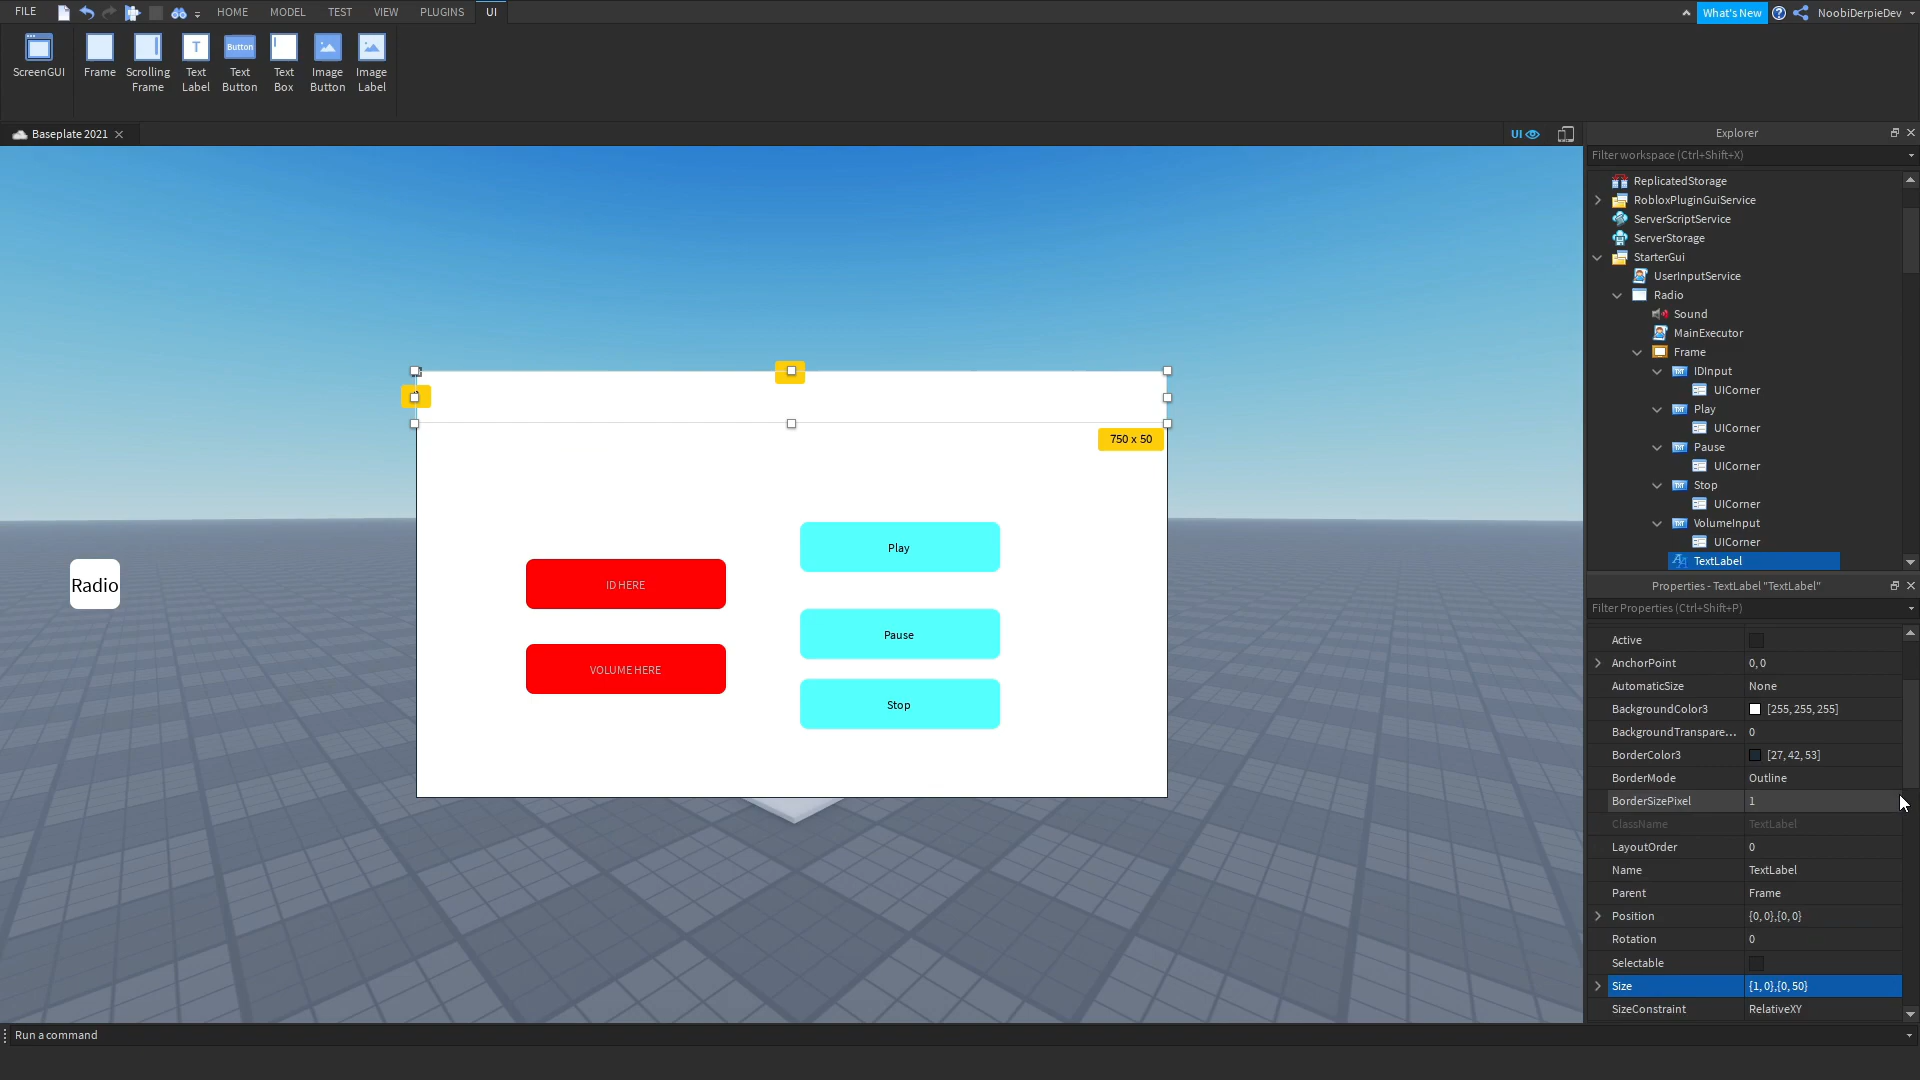 FILE
HOME
MODEL
TEST
VIEW
PLUGINS
UI
What's New
NoobiDerpieDev
ScreenGUI
Frame
Scrolling
Frame
T
Text
Label
Button
Text
Button
Text
Box
Image
Button
Image
Label
Baseplate 2021
UI
Explorer
Filter workspace (Ctrl+Shift+X)
ReplicatedStorage
RobloxPluginGuiService
ServerScriptService
ServerStorage
StarterGui
UserInputService
Radio
Sound
MainExecutor
Frame
IDInput
UICorner
Play
UICorner
Pause
UICorner
Stop
UICorner
VolumeInput
UICorner
TextLabel
750 x 50
Radio
ID HERE
VOLUME HERE
Play
Pause
Stop
Properties - TextLabel "TextLabel"
Filter Properties (Ctrl+Shift+P)
Active
AnchorPoint 0, 0
AutomaticSize None
BackgroundColor3 [255, 255, 255]
BackgroundTranspare... 0
BorderColor3 [27, 42, 53]
BorderMode Outline
BorderSizePixel 1
ClassName TextLabel
LayoutOrder 0
Name TextLabel
Parent Frame
Position {0, 0},{0, 0}
Rotation 0
Selectable
Size {1, 0},{0, 50}
SizeConstraint RelativeXY
Run a command